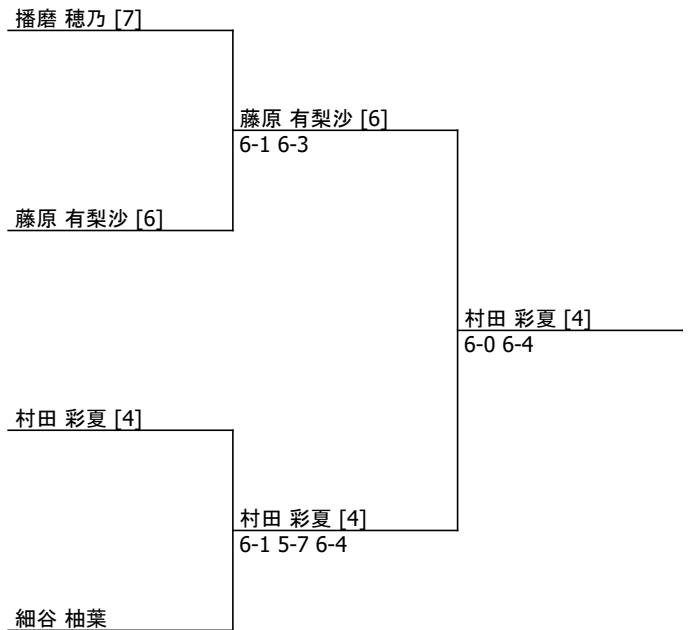 播磨 穂乃 [7]
藤原 有梨沙 [6]
6-1 6-3
藤原 有梨沙 [6]
村田 彩夏 [4]
6-0 6-4
村田 彩夏 [4]
村田 彩夏 [4]
6-1 5-7 6-4
細谷 柚葉